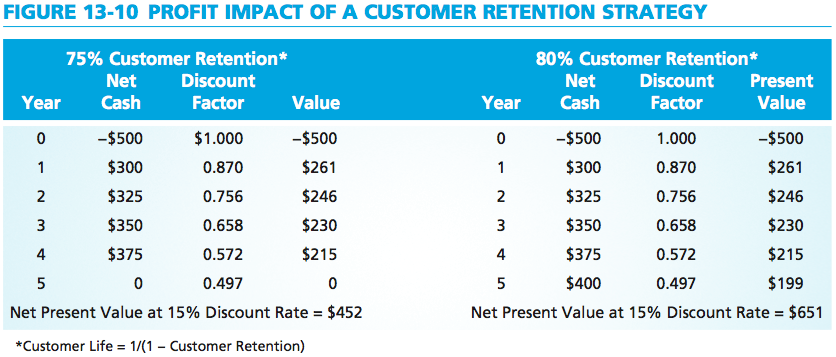 FIGURE 13-10 PROFIT IMPACT OF A CUSTOMER RETENTION STRATEGY
75% Customer Retention* 80% Customer Retention*
Net Discount Net Discount Present
Year Cash Factor Value Year Cash Factor Value
0 –$500 $1.000 –$500 0 –$500 1.000 –$500
1 $300 0.870 $261 1 $300 0.870 $261
2 $325 0.756 $246 2 $325 0.756 $246
3 $350 0.658 $230 3 $350 0.658 $230
4 $375 0.572 $215 4 $375 0.572 $215
5 0 0.497 0 5 $400 0.497 $199
Net Present Value at 15% Discount Rate = $452 Net Present Value at 15% Discount Rate = $651
*Customer Life = 1/(1 – Customer Retention)